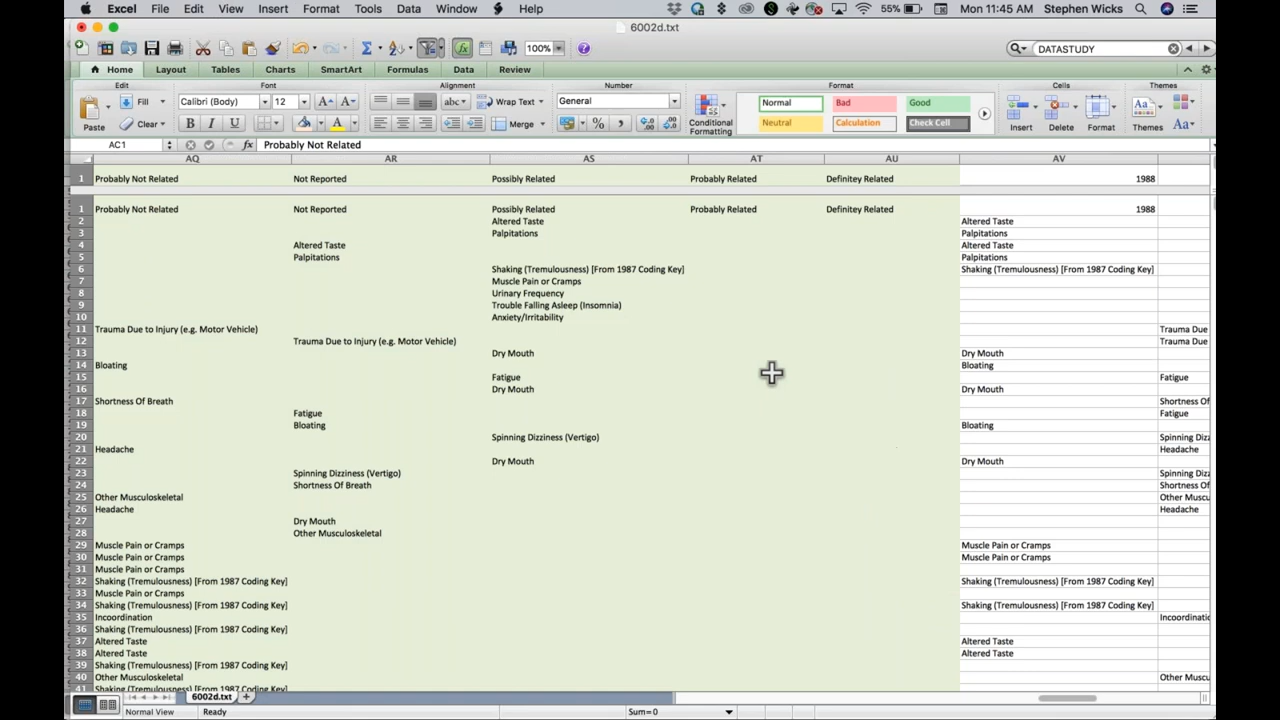 Excel File Edit View Insert Format Tools Data Window Help 55% Mon 11:45 AM Stephen Wicks
6002d.txt
100% DATASTUDY
Home Layout Tables Charts SmartArt Formulas Data Review
Edit Font Alignment Number Format Cells Themes
Paste Fill Calibri (Body) 12 abc Wrap Text General Conditional Formatting Normal Bad Good Insert Delete Format Themes Aa
Clear B I U A Merge % , Neutral Calculation Check Cell
AC1 fx Probably Not Related
AQ AR AS AT AU AV
1 Probably Not Related Not Reported Possibly Related Probably Related Definitey Related 1988
1 Probably Not Related Not Reported Possibly Related Probably Related Definitey Related 1988
2 Altered Taste Altered Taste
3 Palpitations Palpitations
4 Altered Taste Altered Taste
5 Palpitations Palpitations
6 Shaking (Tremulousness) [From 1987 Coding Key] Shaking (Tremulousness) [From 1987 Coding Key]
7 Muscle Pain or Cramps
8 Urinary Frequency
9 Trouble Falling Asleep (Insomnia)
10 Anxiety/Irritability
11 Trauma Due to Injury (e.g. Motor Vehicle) Trauma Due
12 Trauma Due to Injury (e.g. Motor Vehicle) Trauma Due
13 Dry Mouth Dry Mouth
14 Bloating Bloating
15 Fatigue Fatigue
16 Dry Mouth Dry Mouth
17 Shortness Of Breath Shortness Of
18 Fatigue Fatigue
19 Bloating Bloating
20 Spinning Dizziness (Vertigo) Spinning Dizz
21 Headache Headache
22 Dry Mouth Dry Mouth
23 Spinning Dizziness (Vertigo) Spinning Dizz
24 Shortness Of Breath Shortness Of
25 Other Musculoskeletal Other Muscu
26 Headache Headache
27 Dry Mouth
28 Other Musculoskeletal
29 Muscle Pain or Cramps Muscle Pain or Cramps
30 Muscle Pain or Cramps Muscle Pain or Cramps
31 Muscle Pain or Cramps
32 Shaking (Tremulousness) [From 1987 Coding Key] Shaking (Tremulousness) [From 1987 Coding Key]
33 Muscle Pain or Cramps
34 Shaking (Tremulousness) [From 1987 Coding Key] Shaking (Tremulousness) [From 1987 Coding Key]
35 Incoordination Incoordinatio
36 Shaking (Tremulousness) [From 1987 Coding Key]
37 Altered Taste Altered Taste
38 Altered Taste Altered Taste
39 Shaking (Tremulousness) [From 1987 Coding Key]
40 Other Musculoskeletal Other Muscu
41 Shaking (Tremulousness) [From 1987 Coding Key]
6002d.txt
Normal View Ready Sum=0